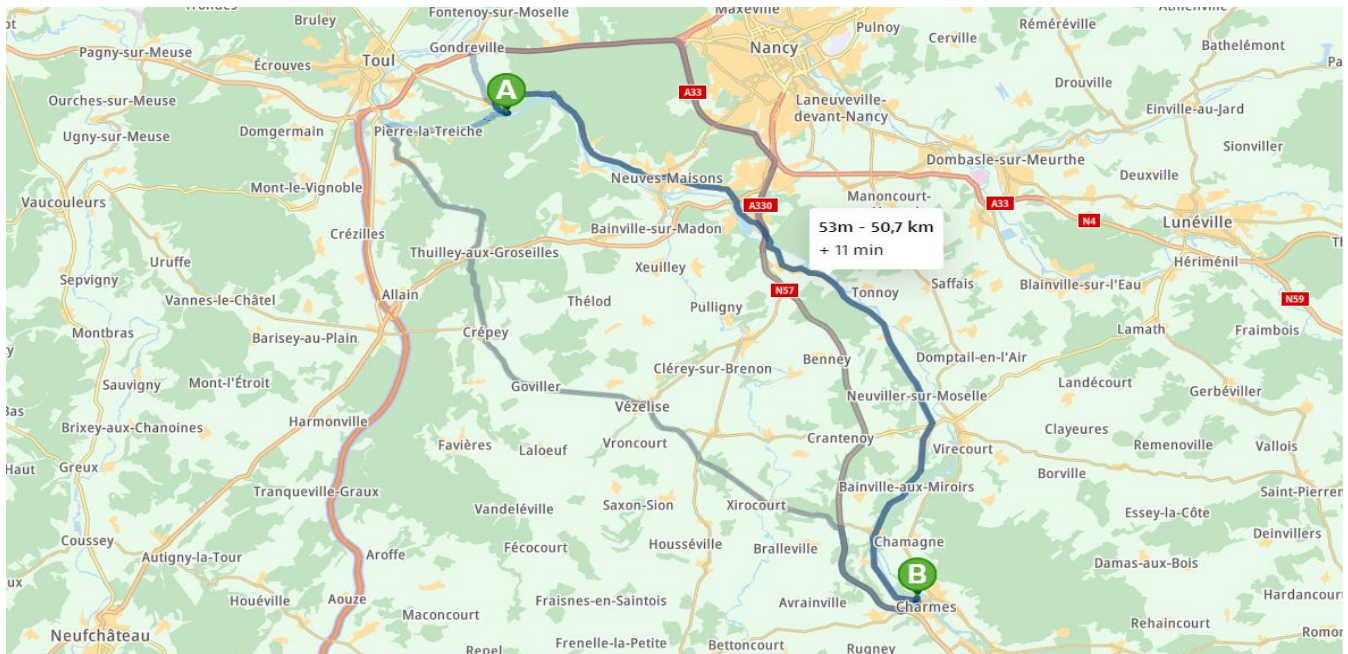 Bruley
Fontenoy-sur-Moselle
Maxéville
Pulnoy
Réméréville
Pagny-sur-Meuse
Gondreville
Nancy
Cerville
Bathelémont
Toul
Écrouves
A
A33
Drouville
Ourches-sur-Meuse
Laneuveville-
devant-Nancy
Einville-au-Jard
Ugny-sur-Meuse
Domgermain
Pierre-la-Treiche
Sionviller
Dombasle-sur-Meurthe
Deuxville
Neuves-Maisons
Mont-le-Vignoble
Manoncourt-
Vaucouleurs
A330
A33
N4
Lunéville
Crézilles
Bainville-sur-Madon
53m - 50,7 km
+ 11 min
Thuilley-aux-Groseilles
Hériménil
Uruffe
Xeuilley
Sepvigny
Saffais
Blainville-sur-l'Eau
Vannes-le-Châtel
Allain
Thélod
N57
Tonnoy
N59
Pulligny
Montbras
Barisey-au-Plain
Crépey
Lamath
Fraimbois
Benney
Domptail-en-l'Air
Clérey-sur-Brenon
Sauvigny
Mont-l'Étroit
Goviller
Landécourt
Gerbéviller
Bas
Vézelise
Neuviller-sur-Moselle
Brixey-aux-Chanoines
Harmonville
Clayeures
Favières
Laloeuf
Vroncourt
Crantenoy
Remenoville
Vallois
Haut
Greux
Virecourt
Borville
Tranqueville-Graux
Bainville-aux-Miroirs
Saint-Pierre
Vandeléville
Saxon-Sion
Xirocourt
Essey-la-Côte
Coussey
Deinvillers
Autigny-la-Tour
Aroffe
Fécocourt
Housséville
Bralleville
Chamagne
Damas-aux-Bois
B
Houéville
Aouze
Fraisnes-en-Saintois
Avrainville
Charmes
Hardancourt
Maconcourt
Neufchâteau
Rehaincourt
Repel
Frenelle-la-Petite
Bettoncourt
Rugney